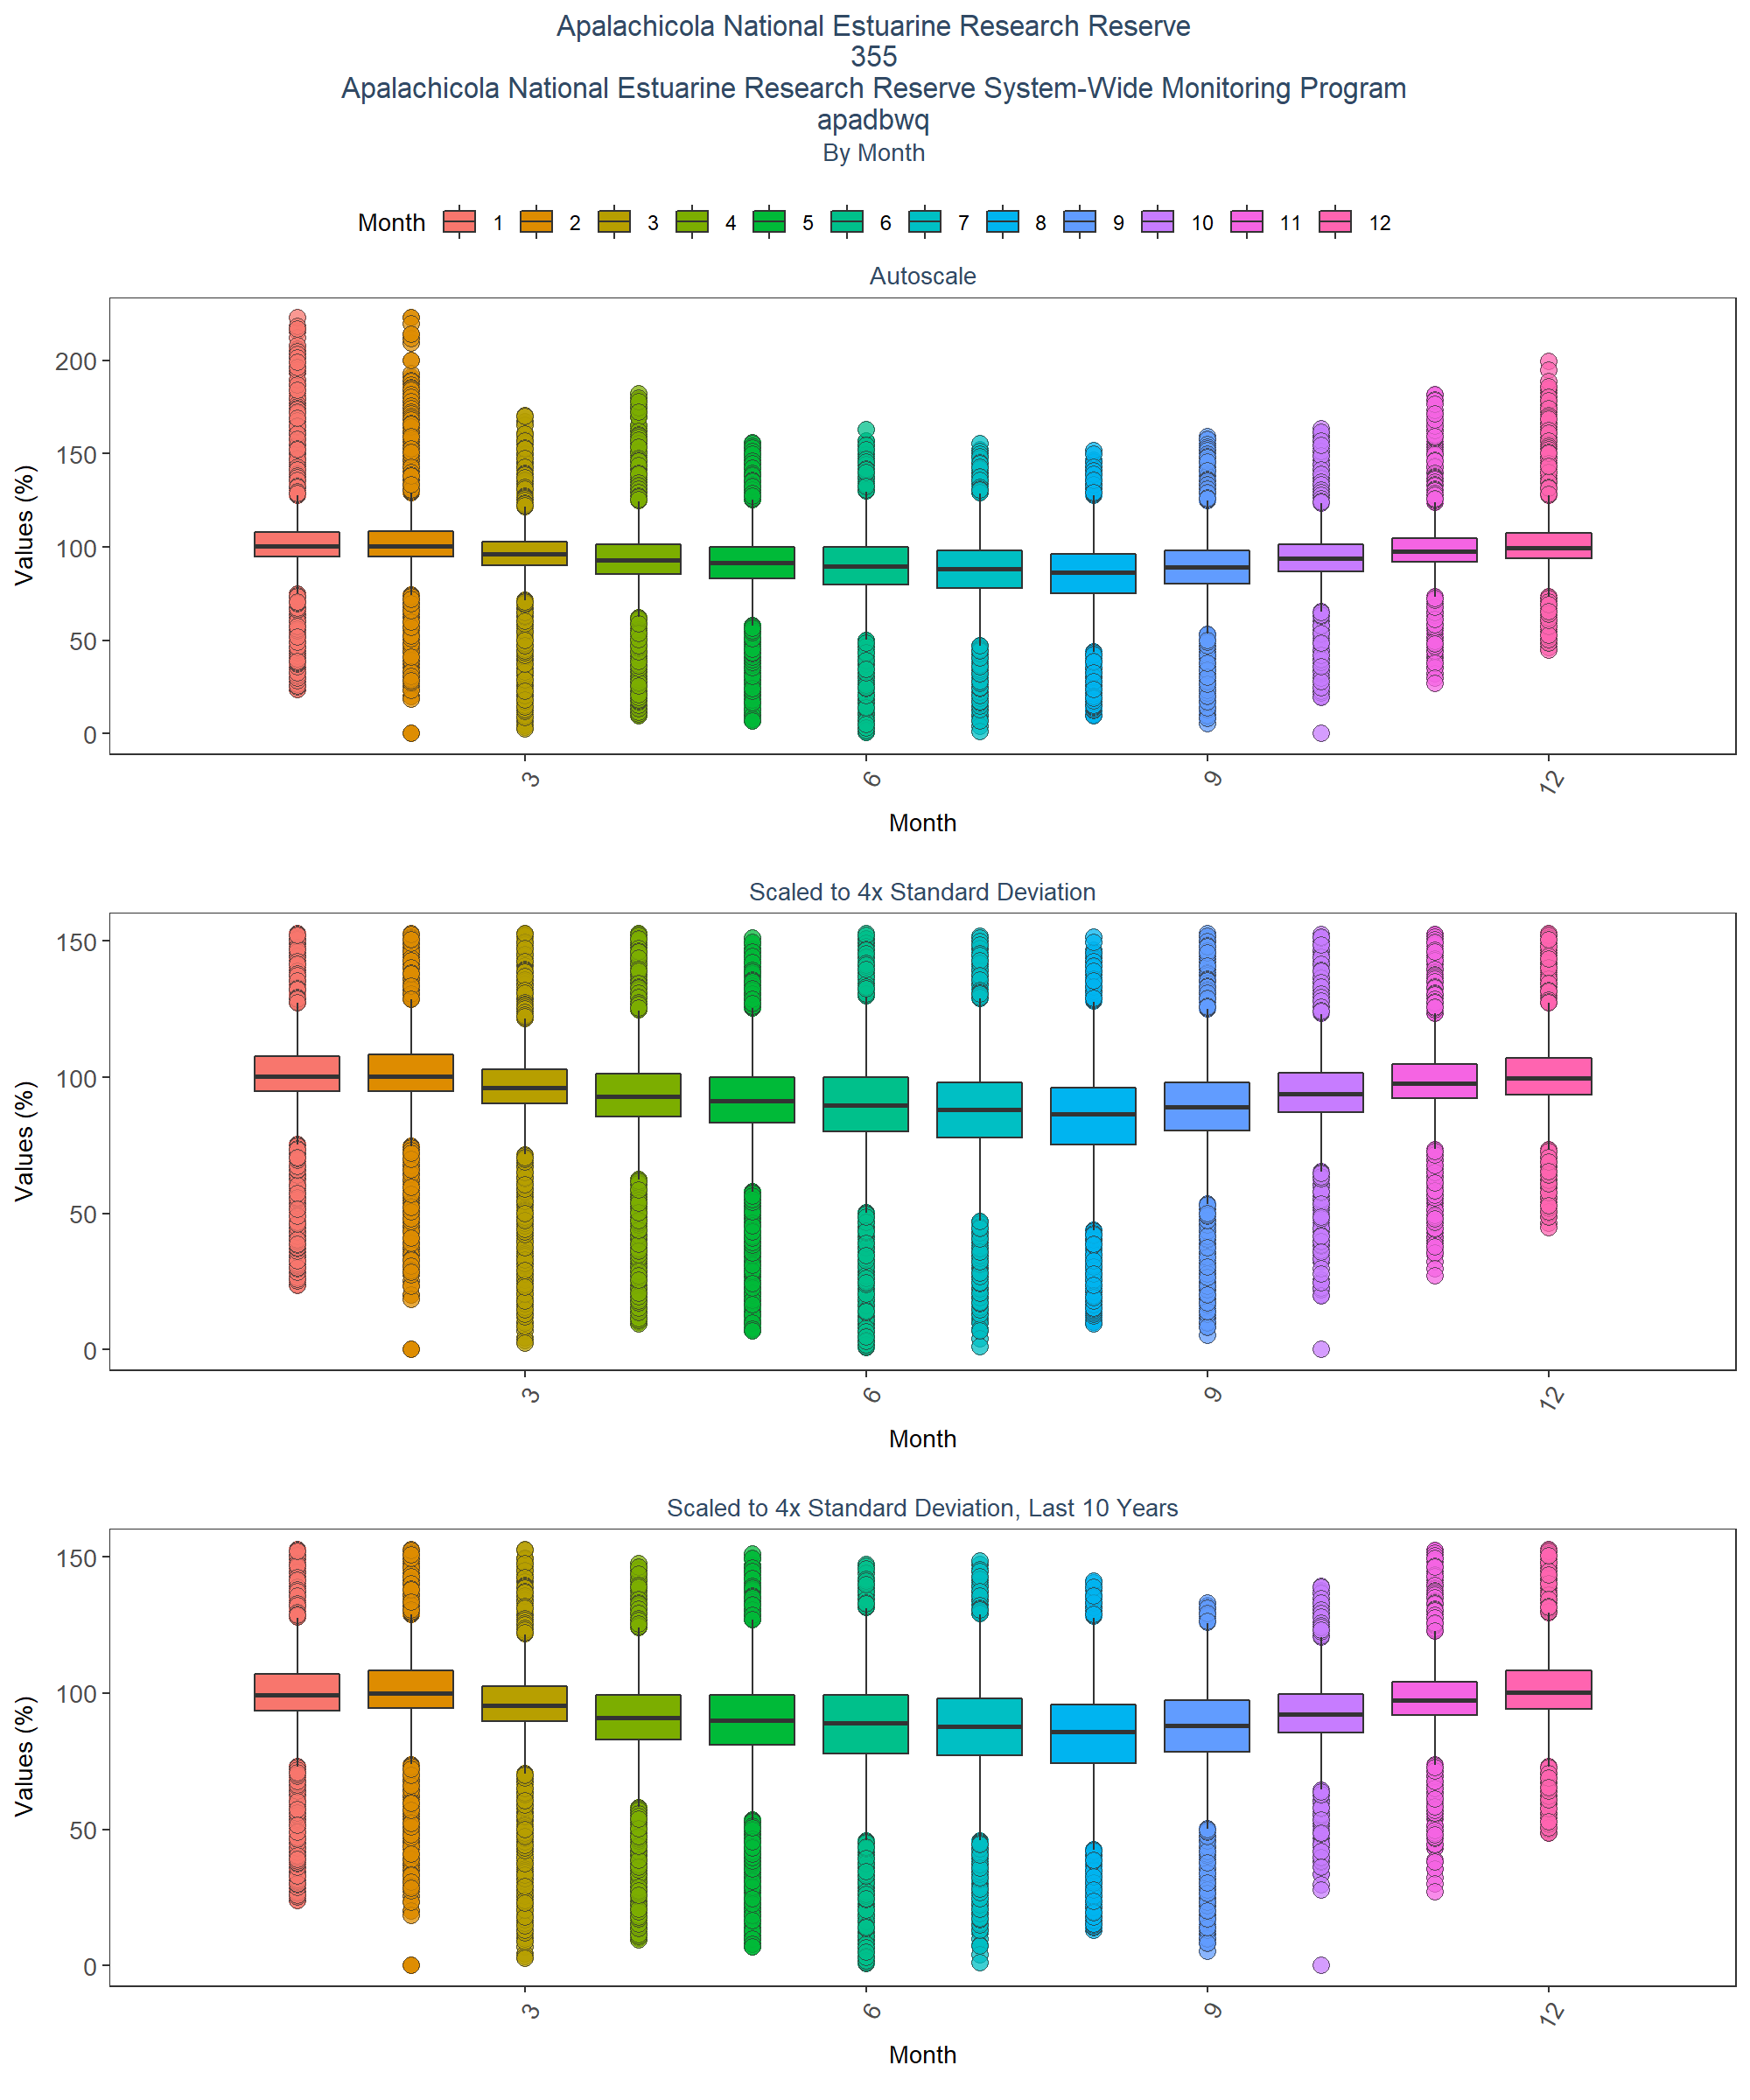 Apalachicola National Estuarine Research Reserve
355
Apalachicola National Estuarine Research Reserve System-Wide Monitoring Program
apadbwq
By Month
Month 1 2 3 4 5 6 7 8 9 10 11 12
Autoscale
Values (%)
200
150
100
50
0
3 6 9 12
Month
Scaled to 4x Standard Deviation
Values (%)
150
100
50
0
3 6 9 12
Month
Scaled to 4x Standard Deviation, Last 10 Years
Values (%)
150
100
50
0
3 6 9 12
Month